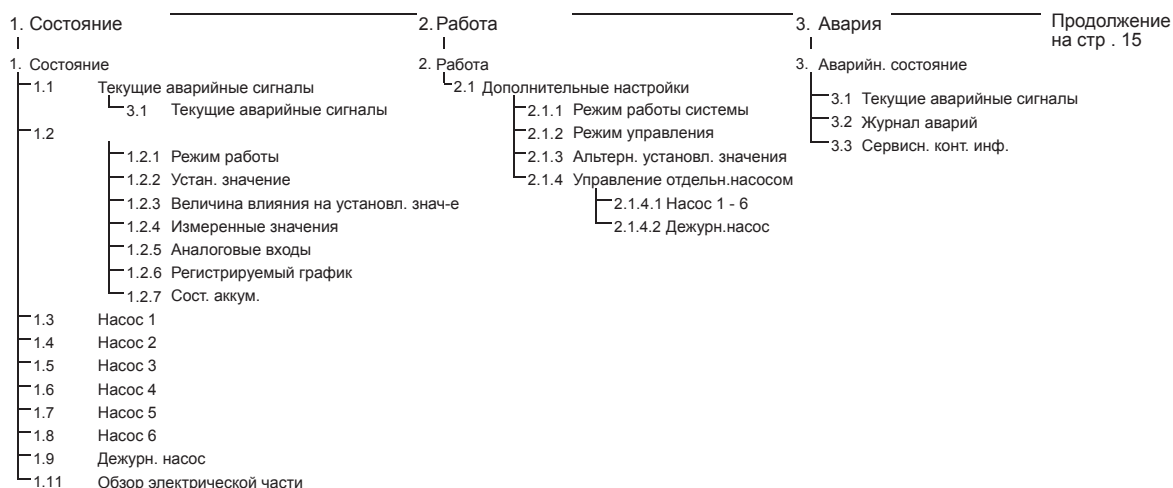 1. Состояние
2. Работа
3. Авария
Продолжение
на стр . 15
1. Состояние
1.1 Текущие аварийные сигналы
3.1 Текущие аварийные сигналы
1.2
1.2.1 Режим работы
1.2.2 Устан. значение
1.2.3 Величина влияния на установл. знач-е
1.2.4 Измеренные значения
1.2.5 Аналоговые входы
1.2.6 Регистрируемый график
1.2.7 Сост. аккум.
1.3 Насос 1
1.4 Насос 2
1.5 Насос 3
1.6 Насос 4
1.7 Насос 5
1.8 Насос 6
1.9 Дежурн. насос
1.11 Обзор электрической части
2. Работа
2.1 Дополнительные настройки
2.1.1 Режим работы системы
2.1.2 Режим управления
2.1.3 Альтерн. установл. значения
2.1.4 Управление отдельн.насосом
2.1.4.1 Насос 1 - 6
2.1.4.2 Дежурн.насос
3. Аварийн. состояние
3.1 Текущие аварийные сигналы
3.2 Журнал аварий
3.3 Сервисн. конт. инф.